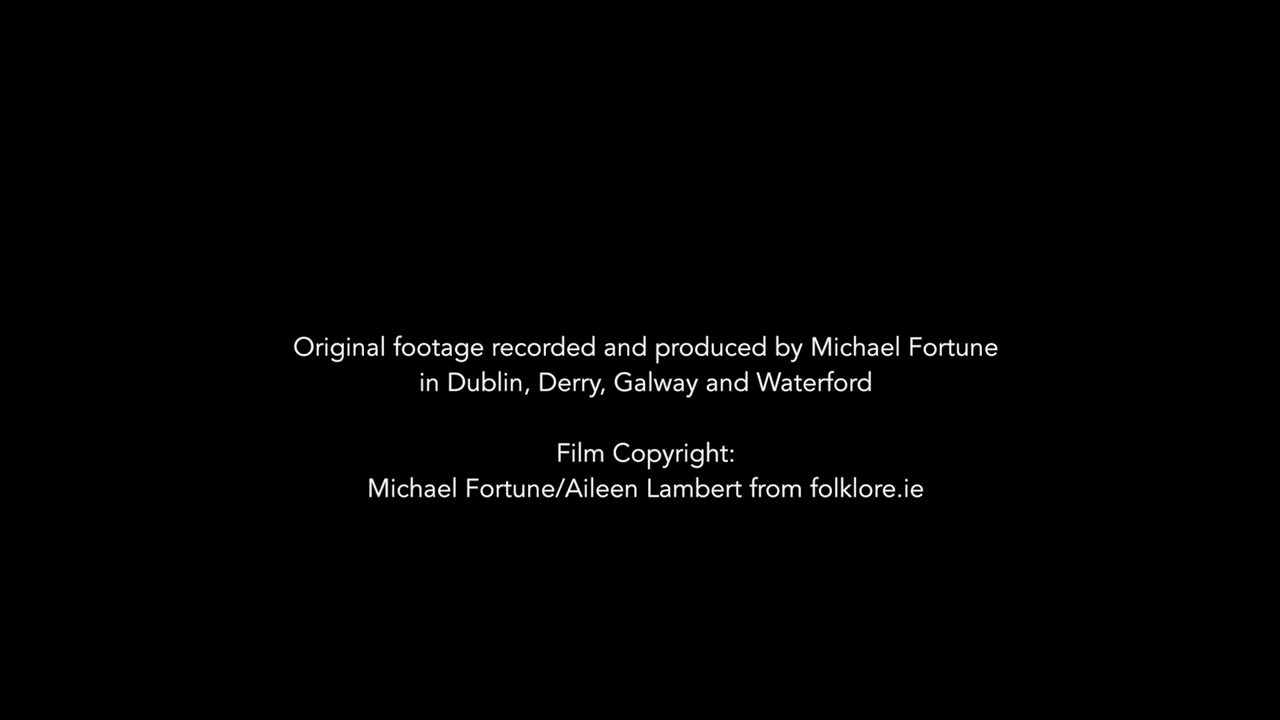 Original footage recorded and produced by Michael Fortune
in Dublin, Derry, Galway and Waterford
Film Copyright:
Michael Fortune/Aileen Lambert from folklore.ie